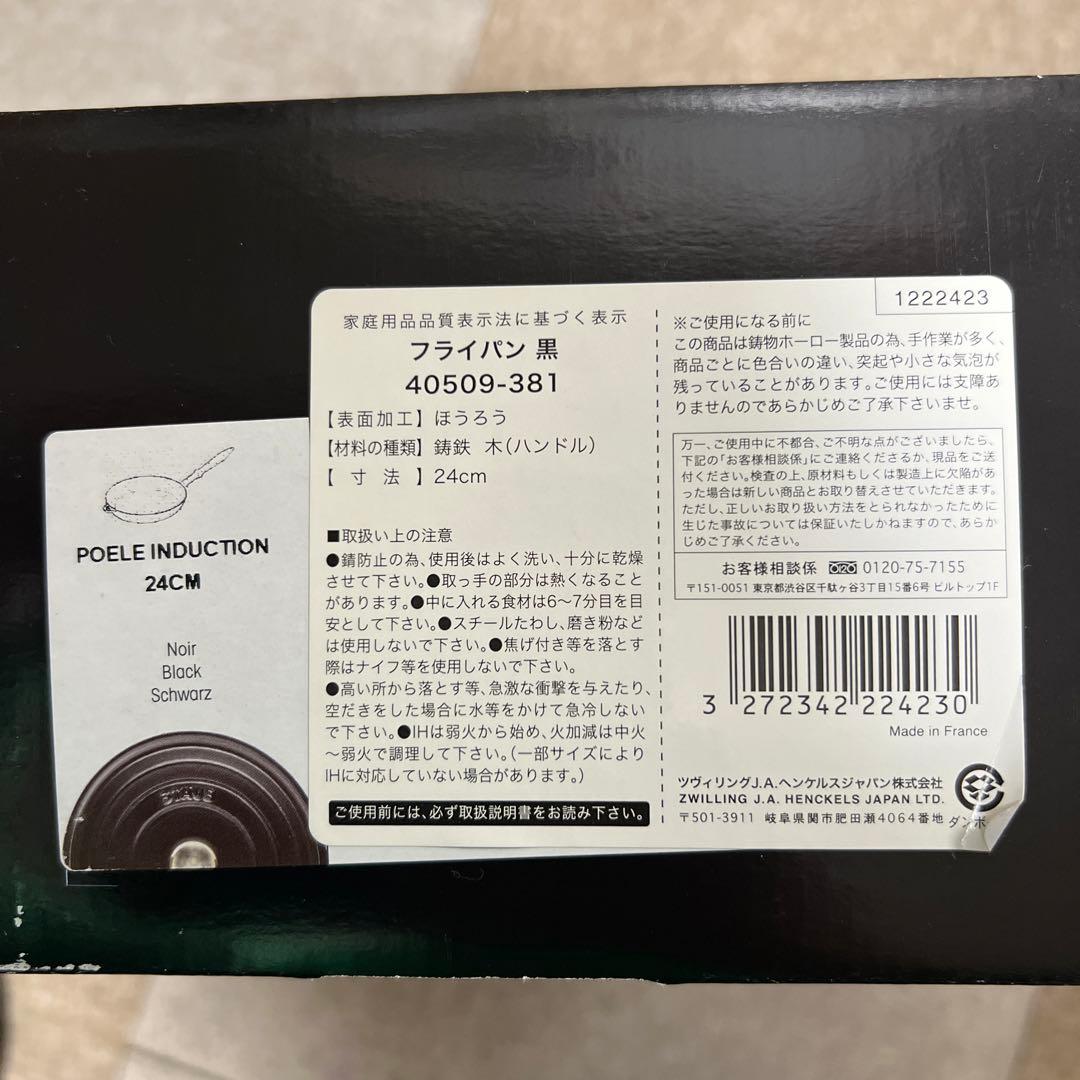 POELE INDUCTION
24CM
Noir
Black
Schwarz
STAUB
家庭用品品質表示法に基づく表示
フライパン 黒
40509-381
【表面加工】ほうろう
【材料の種類】鋳鉄 木(ハンドル)
【 寸 法 】24cm
■取扱い上の注意
●錆防止の為、使用後はよく洗い、十分に乾燥
させて下さい。●取っ手の部分は熱くなること
があります。●中に入れる食材は6〜7分目を目
安として下さい。●スチールたわし、磨き粉など
は使用しないで下さい。●焦げ付き等を落とす
際はナイフ等を使用しないで下さい。
●高い所から落とす等、急激な衝撃を与えたり、
空だきをした場合に水等をかけて急冷しない
で下さい。●IHは弱火から始め、火加減は中火
〜弱火で調理して下さい。(一部サイズにより
IHに対応していない場合があります。)
ご使用前には、必ず取扱説明書をお読み下さい。
1222423
※ご使用になる前に
この商品は鋳物ホーロー製品の為、手作業が多く、
商品ごとに色合いの違い、突起や小さな気泡が
残っていることがあります。ご使用には支障あ
りませんのであらかじめご了承下さいませ。
万一、ご使用中に不都合、ご不明な点がございましたら、
下記の「お客様相談係」にご連絡くださるか、現品をご送
付ください。検査の上、原材料もしくは製造上に欠陥があ
った場合は新しい商品とお取り替えさせていただきます。
ただし、正しいお取り扱い方法をとられなかったために
生じた事故については保証いたしかねますので、あらか
じめご了承ください。
お客様相談係 0120-75-7155
〒151-0051 東京都渋谷区千駄ヶ谷3丁目15番6号 ビルトップ1F
3 272342 224230
Made in France
ツヴィリングJ.A.ヘンケルスジャパン株式会社
ZWILLING J.A. HENCKELS JAPAN LTD.
〒501-3911 岐阜県関市肥田瀬4064番地
ダンボ